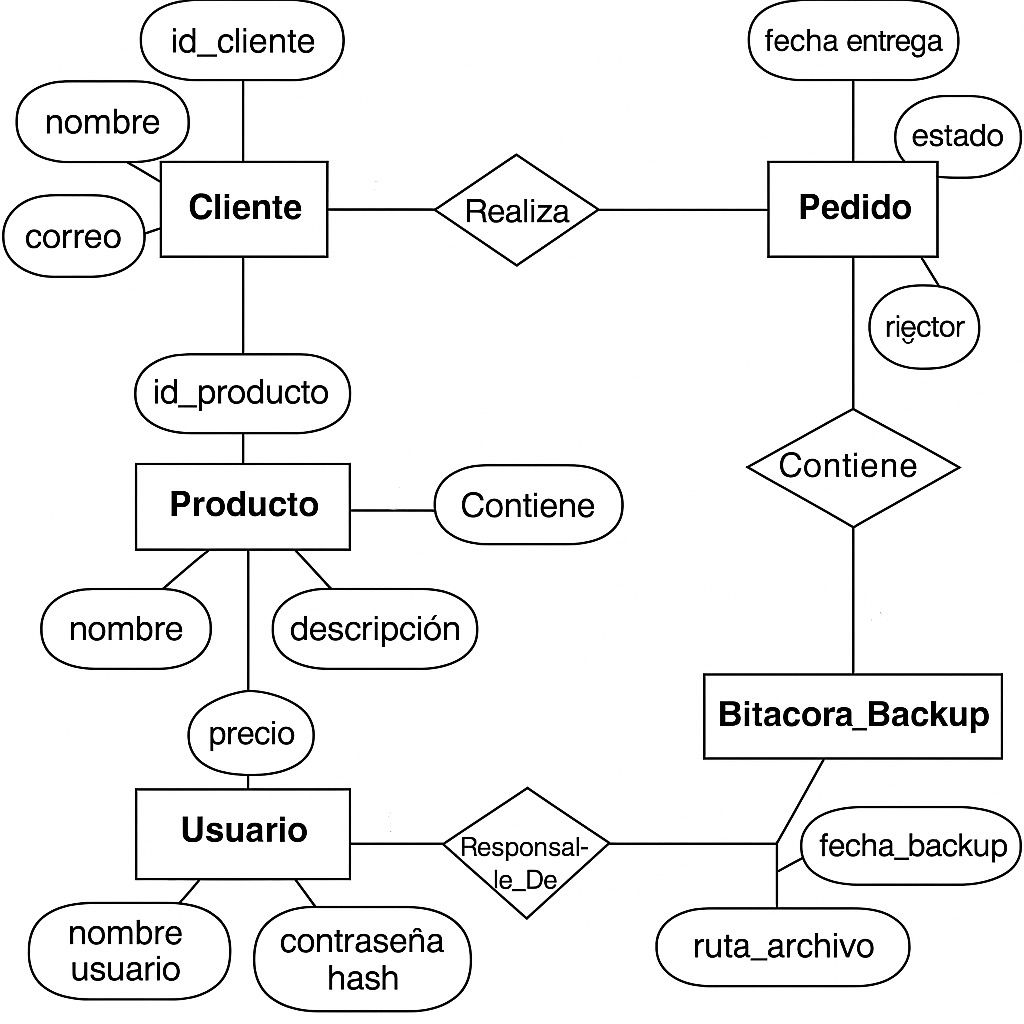 id_cliente
fecha entrega
nombre
estado
Cliente
Realiza
Pedido
correo
id_producto
Contiene
Producto
Contiene
nombre
descripción
precio
Bitacora_Backup
Usuario
Responsal-
le_De
fecha_backup
nombre
usuario
contraseña
hash
ruta_archivo